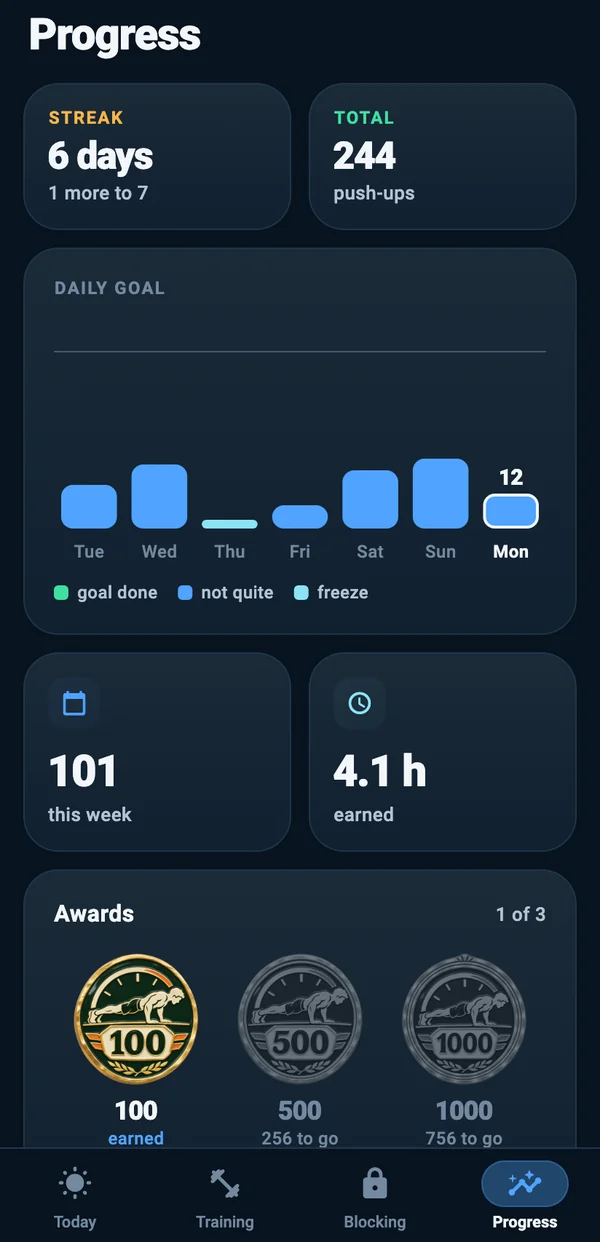 Progress
STREAK
6 days
1 more to 7
TOTAL
244
push-ups
DAILY GOAL
12
Tue Wed Thu Fri Sat Sun Mon
goal done not quite freeze
101
this week
4.1 h
earned
Awards
1 of 3
100 500 1000
100 500 1000
earned 256 to go 756 to go
Today Training Blocking Progress